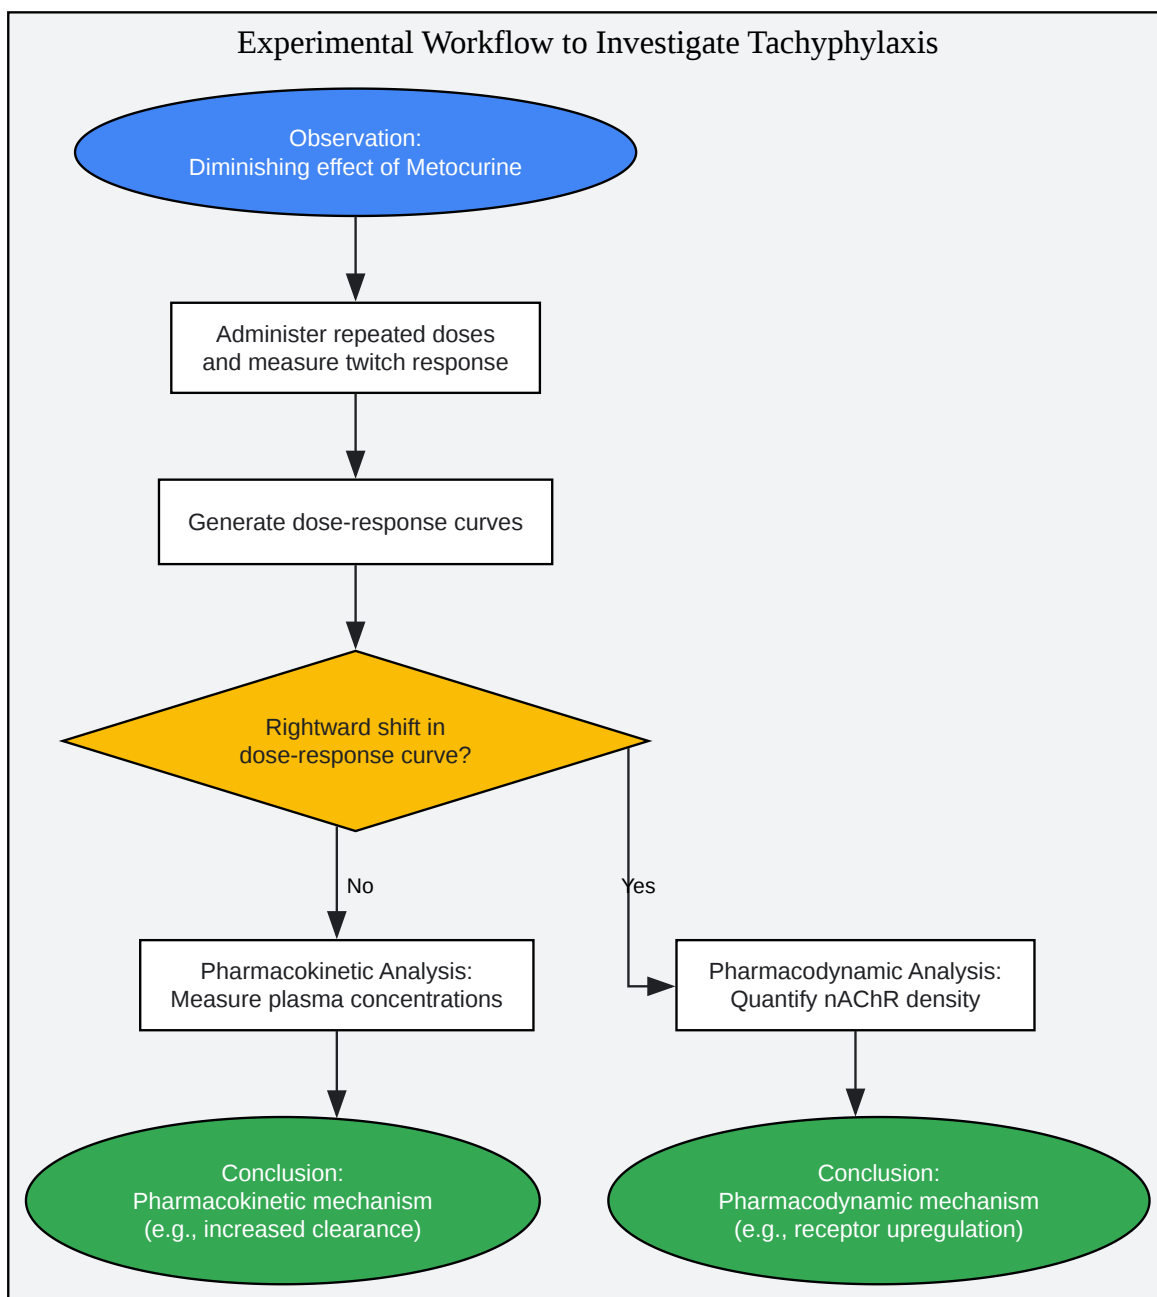 Experimental Workflow to Investigate Tachyphylaxis
Observation:
Diminishing effect of Metocurine
Administer repeated doses
and measure twitch response
Generate dose-response curves
Rightward shift in
dose-response curve?
No
Yes
Pharmacokinetic Analysis:
Measure plasma concentrations
Pharmacodynamic Analysis:
Quantify nAChR density
Conclusion:
Pharmacokinetic mechanism
(e.g., increased clearance)
Conclusion:
Pharmacodynamic mechanism
(e.g., receptor upregulation)